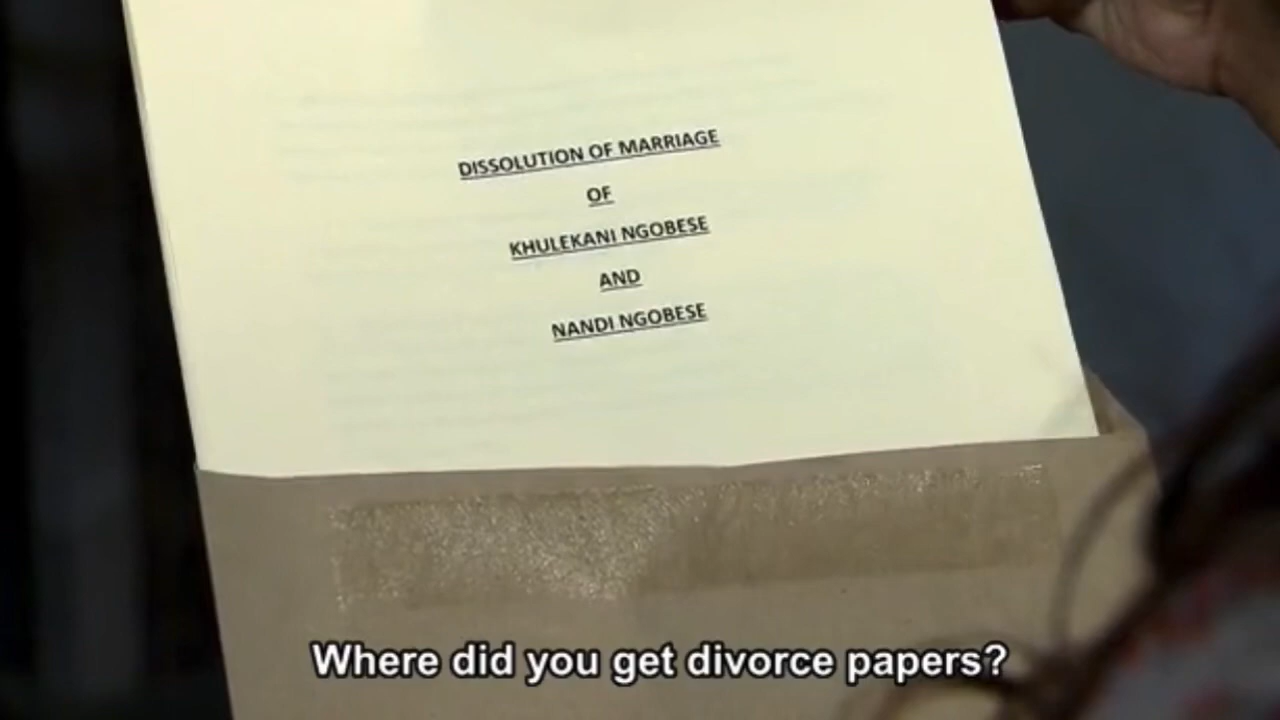 DISSOLUTION OF MARRIAGE
OF
KHULEKANI NGOBESE
AND
NANDI NGOBESE
Where did you get divorce papers?